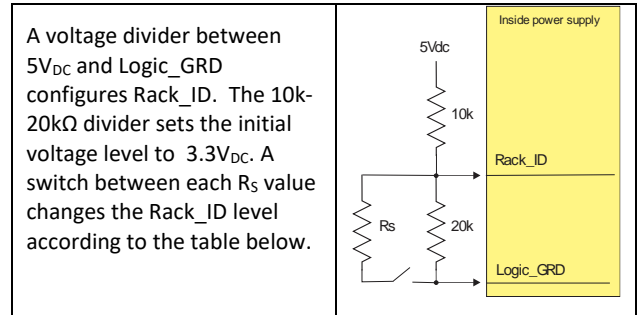 A voltage divider between
5VDC and Logic_GRD
configures Rack_ID. The 10k-
20kΩ divider sets the initial
voltage level to 3.3VDC. A
switch between each RS value
changes the Rack_ID level
according to the table below.
Inside power supply
5Vdc
10k
Rack_ID
Rs
20k
Logic_GRD